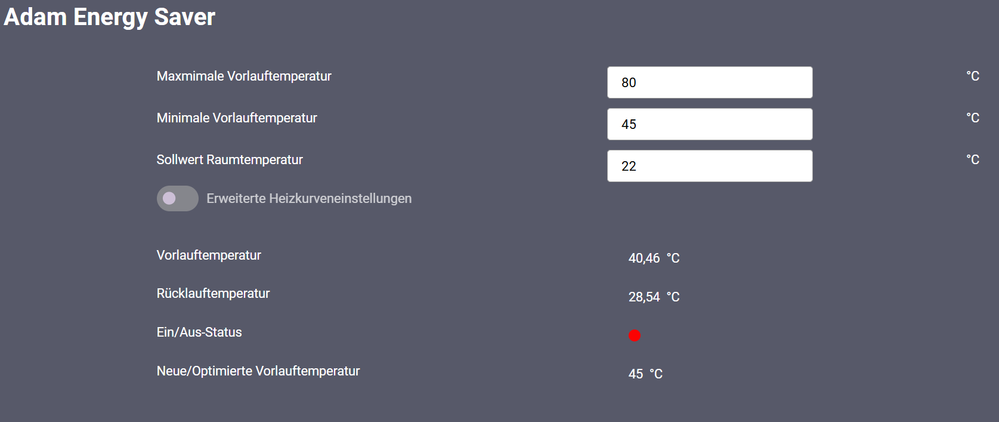 Adam Energy Saver
Maxmimale Vorlauftemperatur 80 °C
Minimale Vorlauftemperatur 45 °C
Sollwert Raumtemperatur 22 °C
Erweiterte Heizkurveneinstellungen
Vorlauftemperatur 40,46 °C
Rücklauftemperatur 28,54 °C
Ein/Aus-Status
Neue/Optimierte Vorlauftemperatur 45 °C